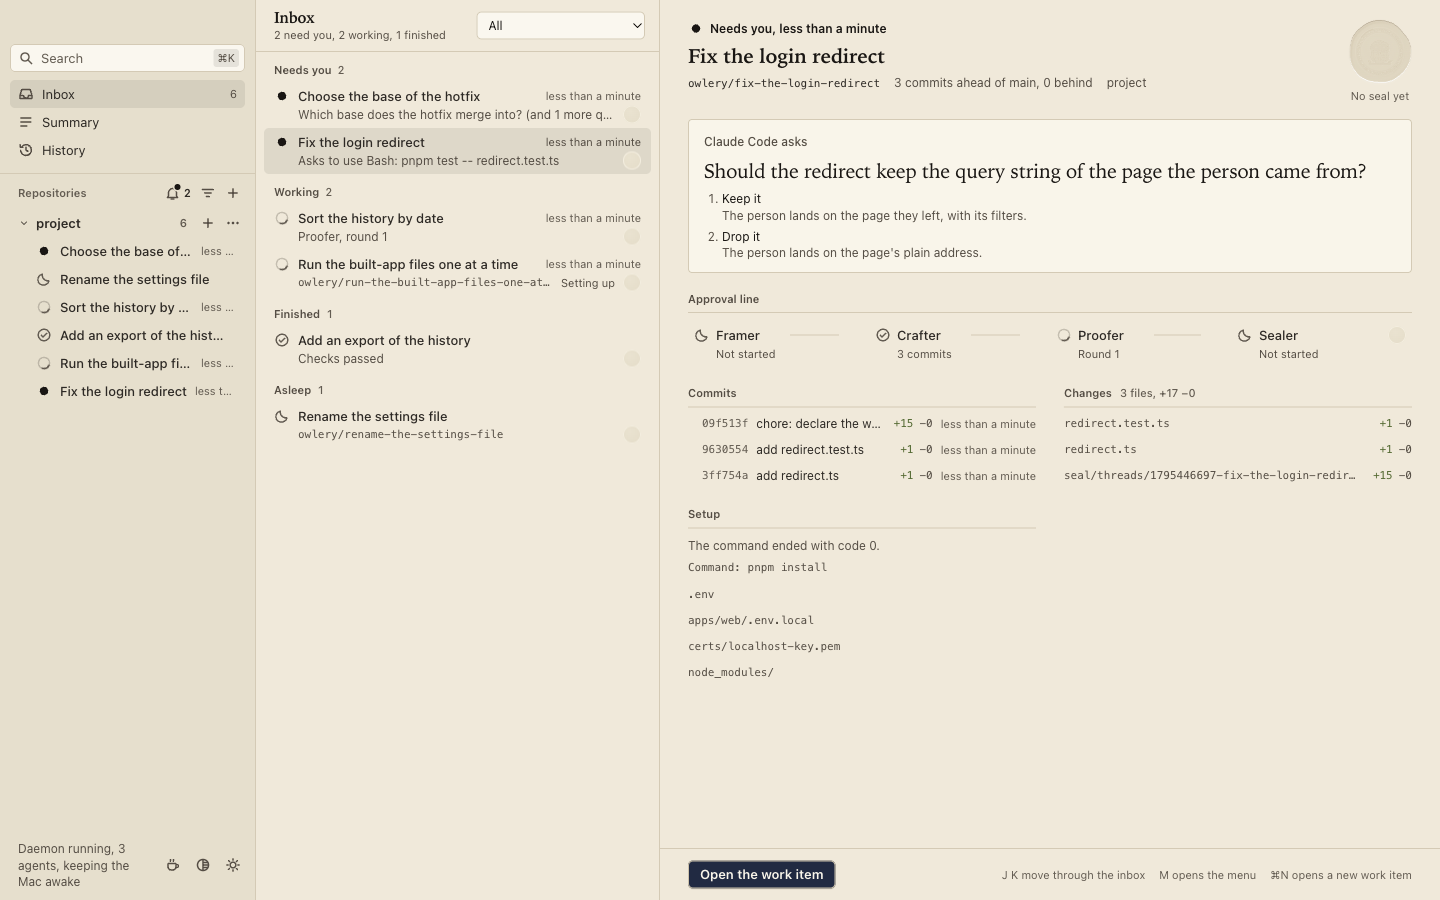 Search ⌘K
Inbox 6
Summary
History
Repositories 2
project 6
Choose the base of... less ...
Rename the settings file
Sort the history by ... less ...
Add an export of the hist...
Run the built-app fi... less ...
Fix the login redirect less t...
Daemon running, 3
agents, keeping the
Mac awake
Inbox
2 need you, 2 working, 1 finished
All
Needs you 2
Choose the base of the hotfix less than a minute
Which base does the hotfix merge into? (and 1 more q...
Fix the login redirect less than a minute
Asks to use Bash: pnpm test -- redirect.test.ts
Working 2
Sort the history by date less than a minute
Proofer, round 1
Run the built-app files one at a time less than a minute
owlery/run-the-built-app-files-one-at… Setting up
Finished 1
Add an export of the history
Checks passed
Asleep 1
Rename the settings file
owlery/rename-the-settings-file
Needs you, less than a minute
Fix the login redirect
owlery/fix-the-login-redirect 3 commits ahead of main, 0 behind project
No seal yet
Claude Code asks
Should the redirect keep the query string of the page the person came from?
1. Keep it
The person lands on the page they left, with its filters.
2. Drop it
The person lands on the page's plain address.
Approval line
Framer Crafter Proofer Sealer
Not started 3 commits Round 1 Not started
Commits
09f513f chore: declare the w... +15 −0 less than a minute
9630554 add redirect.test.ts +1 −0 less than a minute
3ff754a add redirect.ts +1 −0 less than a minute
Changes 3 files, +17 −0
redirect.test.ts +1 −0
redirect.ts +1 −0
seal/threads/1795446697-fix-the-login-redir… +15 −0
Setup
The command ended with code 0.
Command: pnpm install
.env
apps/web/.env.local
certs/localhost-key.pem
node_modules/
Open the work item
J K move through the inbox M opens the menu ⌘N opens a new work item